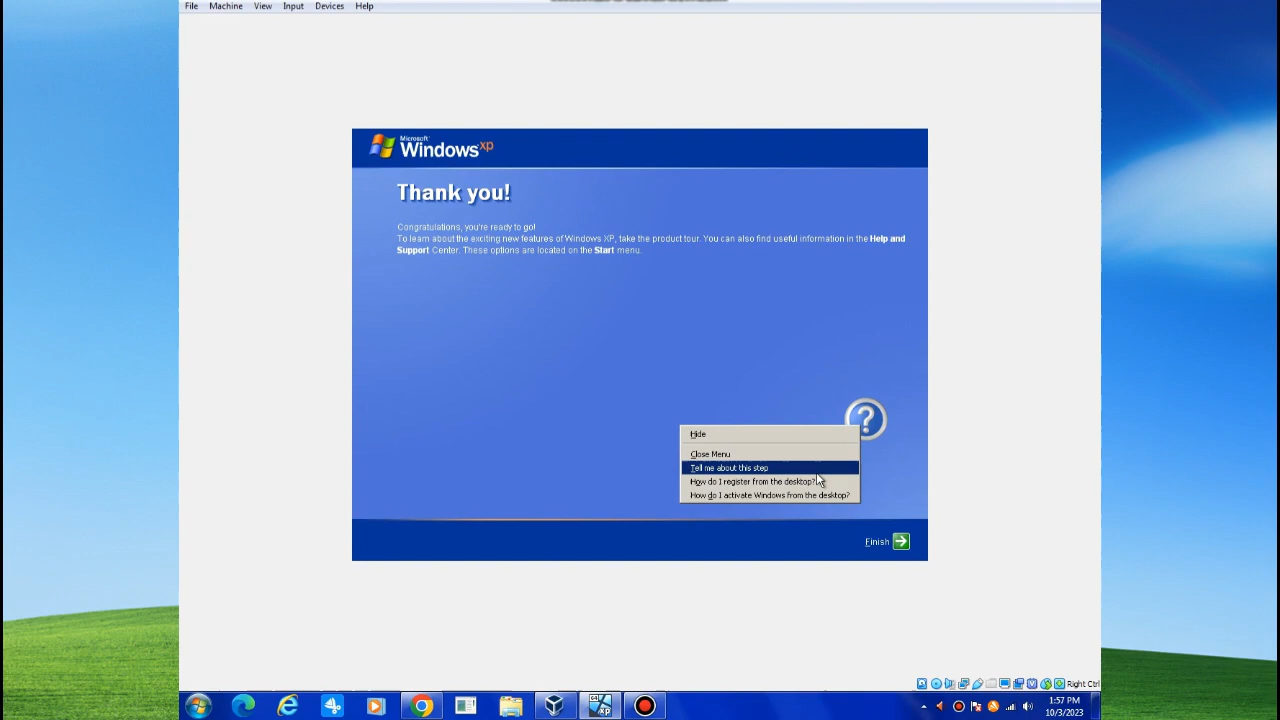 File Machine View Input Devices Help
Microsoft
Windows xp
Thank you!
Congratulations, you're ready to go!
To learn about the exciting new features of Windows XP, take the product tour. You can also find useful information in the Help and
Support Center. These options are located on the Start menu.
Hide
Close Menu
Tell me about this step
How do I register from the desktop?
How do I activate Windows from the desktop?
Finish
Right Ctrl
1:57 PM
10/3/2023